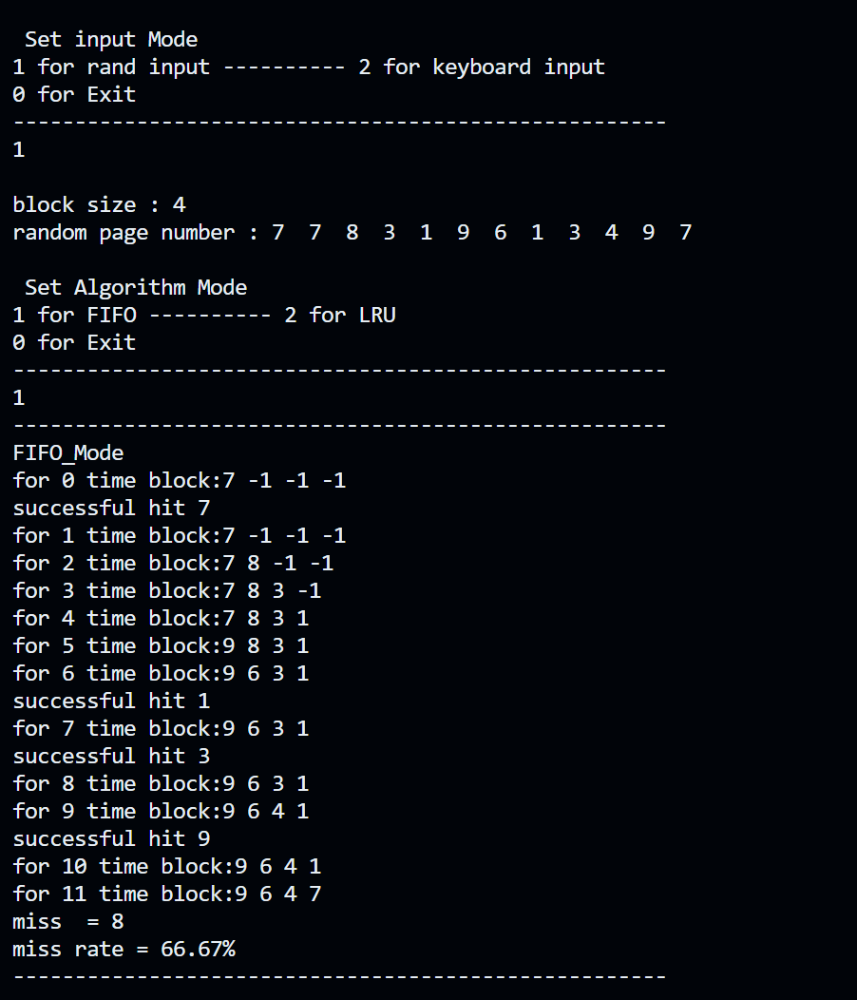 Set input Mode
1 for rand input ---------- 2 for keyboard input
0 for Exit
-----------------------------------------------------
1
block size : 4
random page number : 7  7  8  3  1  9  6  1  3  4  9  7
Set Algorithm Mode
1 for FIFO ---------- 2 for LRU
0 for Exit
-----------------------------------------------------
1
-----------------------------------------------------
FIFO_Mode
for 0 time block:7 -1 -1 -1
successful hit 7
for 1 time block:7 -1 -1 -1
for 2 time block:7 8 -1 -1
for 3 time block:7 8 3 -1
for 4 time block:7 8 3 1
for 5 time block:9 8 3 1
for 6 time block:9 6 3 1
successful hit 1
for 7 time block:9 6 3 1
successful hit 3
for 8 time block:9 6 3 1
for 9 time block:9 6 4 1
successful hit 9
for 10 time block:9 6 4 1
for 11 time block:9 6 4 7
miss  = 8
miss rate = 66.67%
-----------------------------------------------------